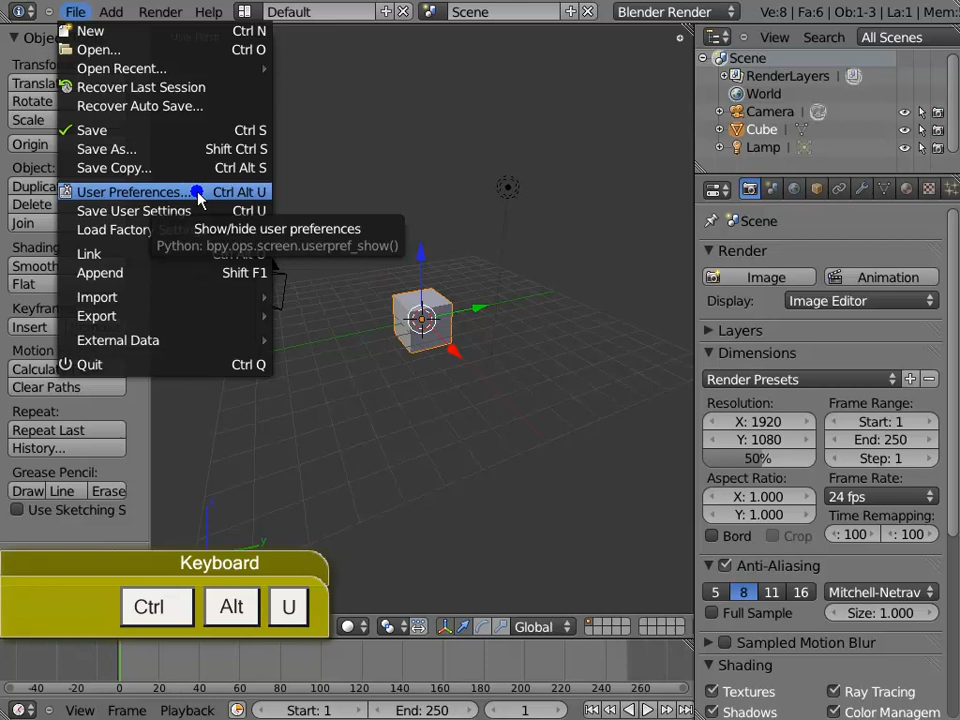 File Add Render Help Default Scene Blender Render Ve:8 | Fa:6 | Ob:1-3 | La:1 | Mem:
New Ctrl N
Open... Ctrl O
Open Recent...
Recover Last Session
Recover Auto Save...
Save Ctrl S
Save As... Shift Ctrl S
Save Copy... Ctrl Alt S
User Preferences... Ctrl Alt U
Save User Settings Ctrl U
Load Factory
Show/hide user preferences
Python: bpy.ops.screen.userpref_show()
Link
Append Shift F1
Import
Export
External Data
Quit Ctrl Q
Transfor
Translat
Rotate
Scale
Origin
Object:
Duplica
Delete
Join
Shading
Smooth
Flat
Keyfram
Insert
Motion
Calcula
Clear Paths
Repeat:
Repeat Last
History...
Grease Pencil:
Draw Line Erase
Use Sketching S
Keyboard
Ctrl Alt U
z
y
Global
-40 -20 0 20 40 60 80 100 120 140 160 180 200 220 240 260
View Frame Playback Start: 1 End: 250 1
View Search All Scenes
Scene
RenderLayers
World
Camera
Cube
Lamp
Scene
Render
Image Animation
Display: Image Editor
Layers
Dimensions
Render Presets
Resolution: Frame Range:
X: 1920 Start: 1
Y: 1080 End: 250
50% Step: 1
Aspect Ratio: Frame Rate:
X: 1.000 24 fps
Y: 1.000 Time Remapping:
Bord Crop : 100 : 100
Anti-Aliasing
5 8 11 16 Mitchell-Netrav
Full Sample Size: 1.000
Sampled Motion Blur
Shading
Textures Ray Tracing
Shadows Color Managem